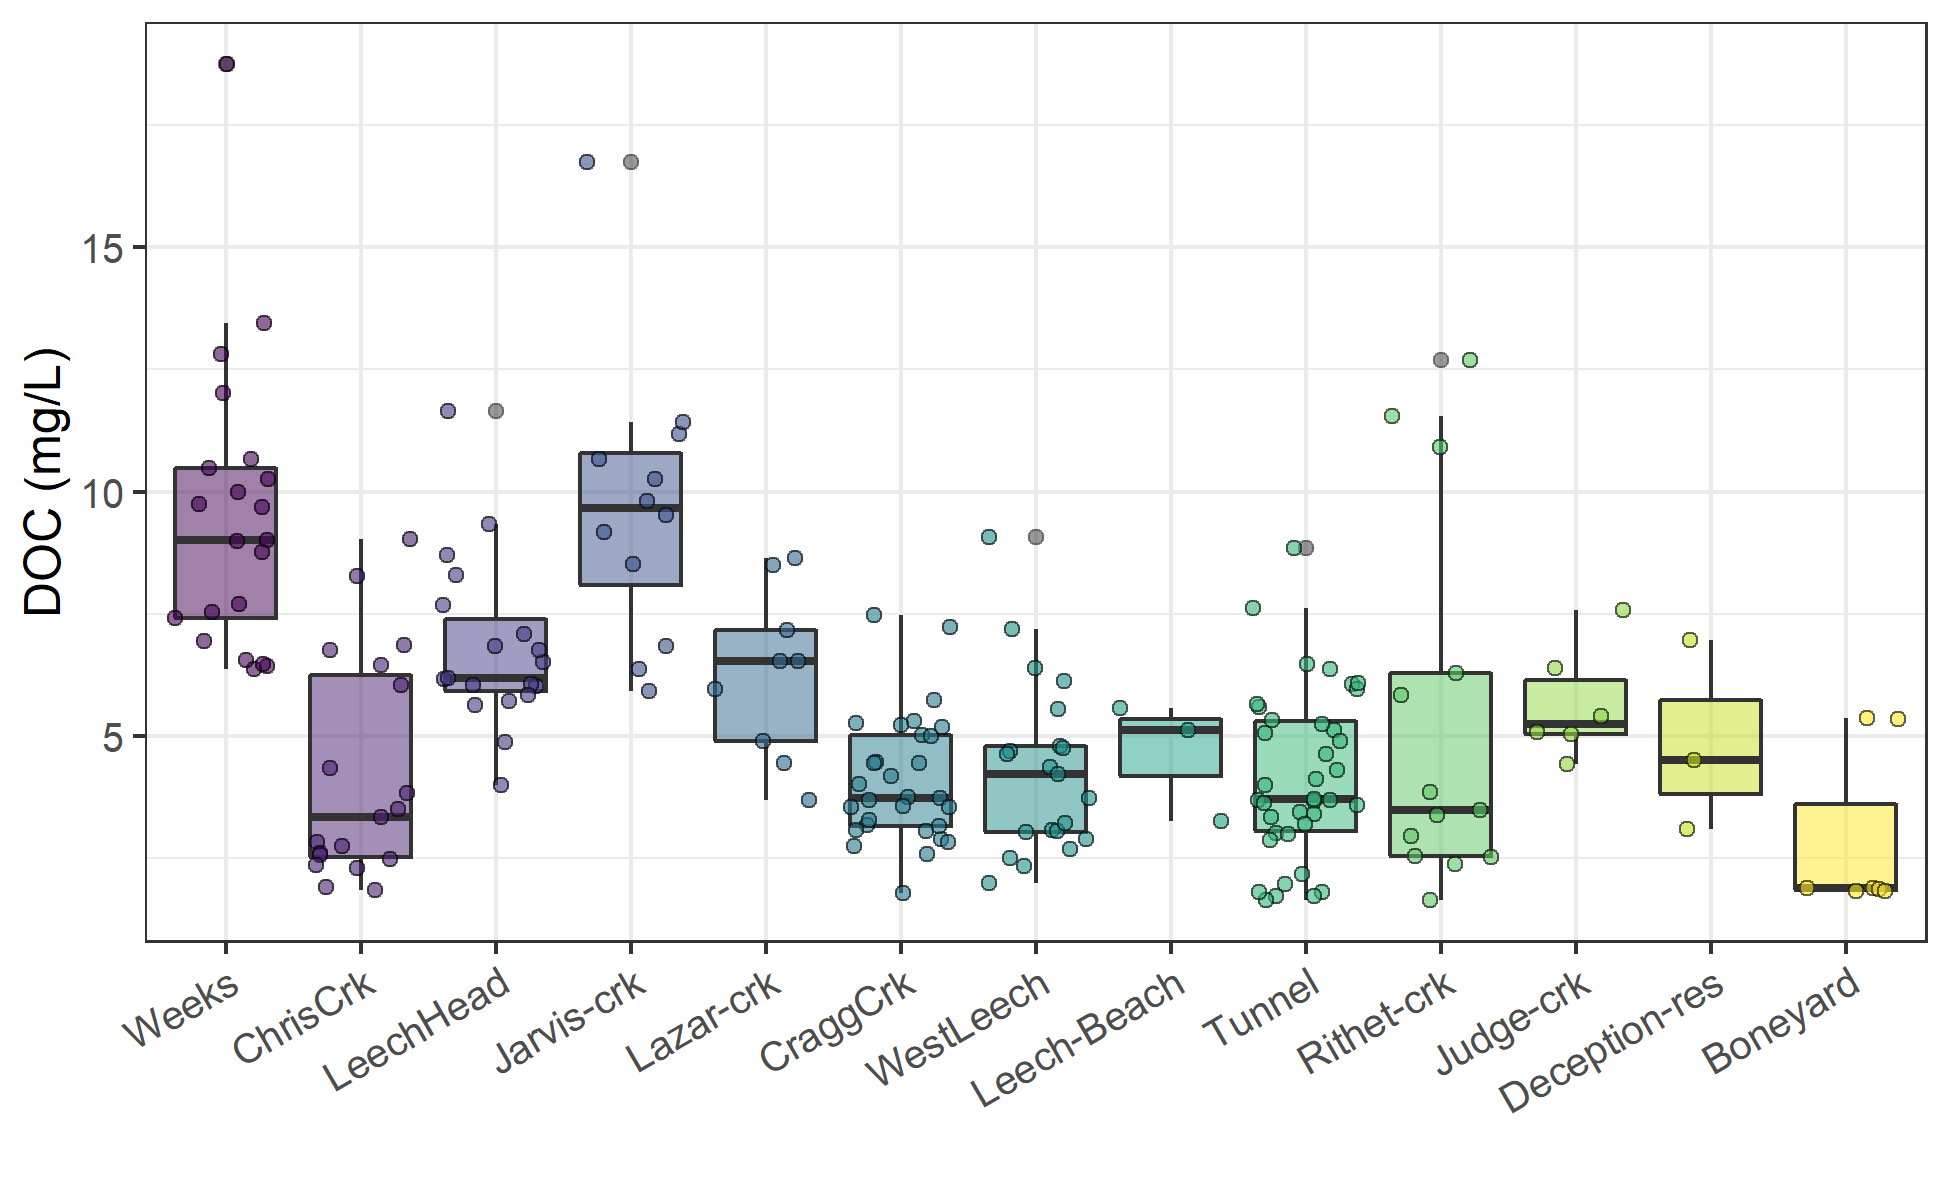 DOC (mg/L)
15
10
5
Weeks
ChrisCrk
LeechHead
Jarvis-crk
Lazar-crk
CraggCrk
WestLeech
Leech-Beach
Tunnel
Rithet-crk
Judge-crk
Deception-res
Boneyard